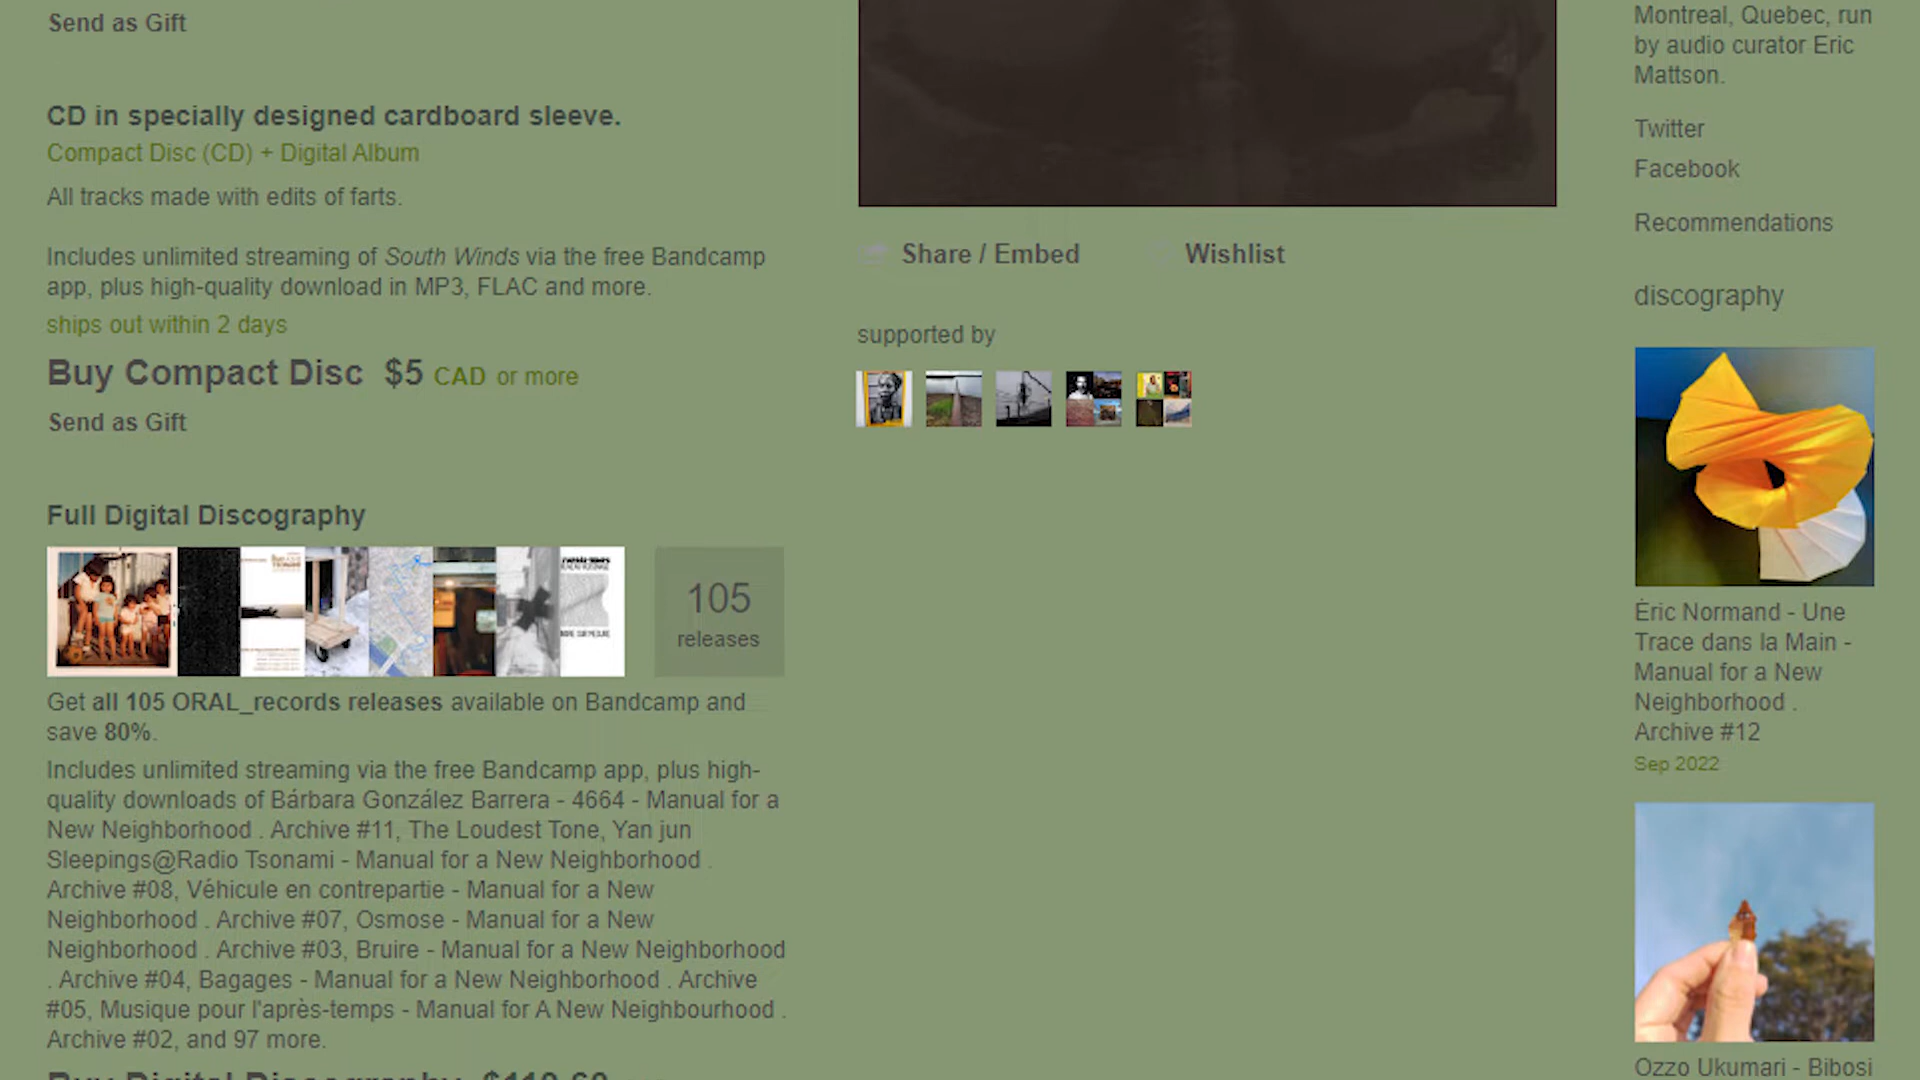 Send as Gift
CD in specially designed cardboard sleeve.
Compact Disc (CD) + Digital Album
All tracks made with edits of farts.
Includes unlimited streaming of South Winds via the free Bandcamp
app, plus high-quality download in MP3, FLAC and more.
ships out within 2 days
Buy Compact Disc $5 CAD or more
Send as Gift
Full Digital Discography
105
releases
Get all 105 ORAL_records releases available on Bandcamp and
save 80%.
Includes unlimited streaming via the free Bandcamp app, plus high-
quality downloads of Bárbara González Barrera - 4664 - Manual for a
New Neighborhood . Archive #11, The Loudest Tone, Yan jun
Sleepings@Radio Tsonami - Manual for a New Neighborhood .
Archive #08, Véhicule en contrepartie - Manual for a New
Neighborhood . Archive #07, Osmose - Manual for a New
Neighborhood . Archive #03, Bruire - Manual for a New Neighborhood
. Archive #04, Bagages - Manual for a New Neighborhood . Archive
#05, Musique pour l'après-temps - Manual for A New Neighbourhood .
Archive #02, and 97 more.
Buy Digital Discography
Share / Embed
Wishlist
supported by
Montreal, Quebec, run
by audio curator Eric
Mattson.
Twitter
Facebook
Recommendations
discography
Éric Normand - Une
Trace dans la Main -
Manual for a New
Neighborhood .
Archive #12
Sep 2022
Ozzo Ukumari - Bibosi